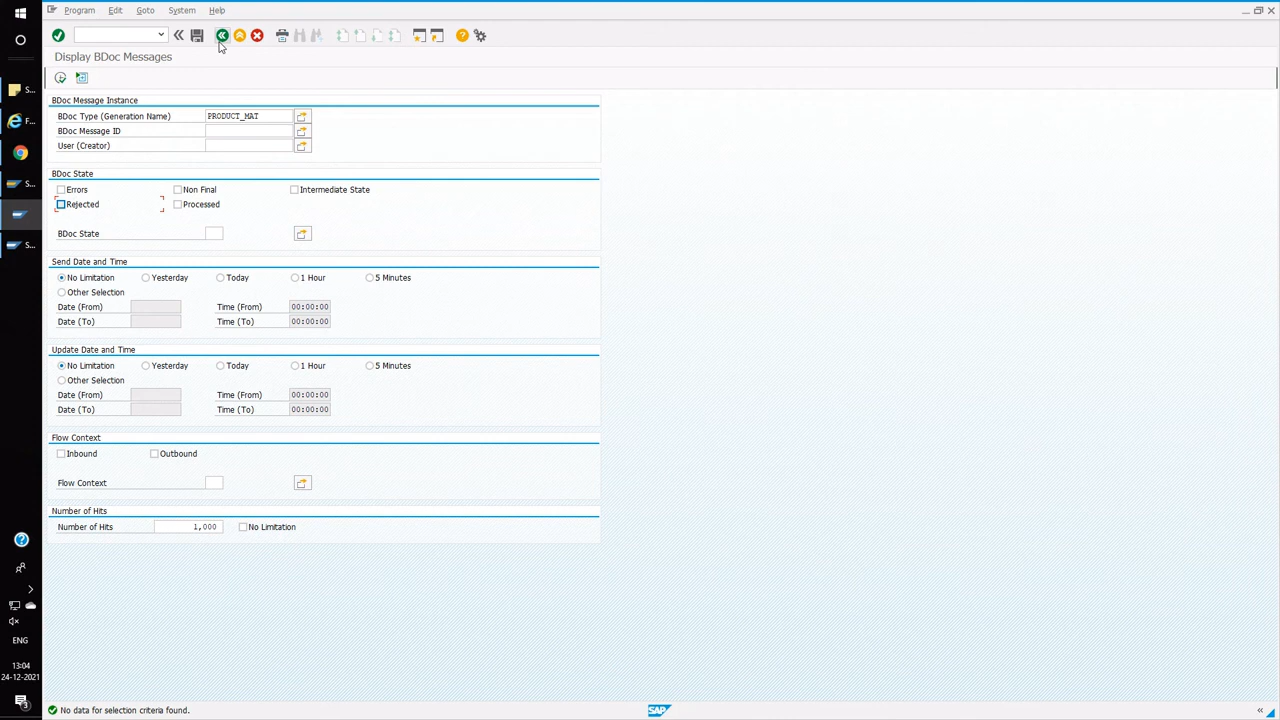 Program Edit Goto System Help
Display BDoc Messages
BDoc Message Instance
BDoc Type (Generation Name) PRODUCT_MAT
BDoc Message ID
User (Creator)
BDoc State
Errors Non Final Intermediate State
Rejected Processed
BDoc State
Send Date and Time
No Limitation Yesterday Today 1 Hour 5 Minutes
Other Selection
Date (From) Time (From) 00:00:00
Date (To) Time (To) 00:00:00
Update Date and Time
No Limitation Yesterday Today 1 Hour 5 Minutes
Other Selection
Date (From) Time (From) 00:00:00
Date (To) Time (To) 00:00:00
Flow Context
Inbound Outbound
Flow Context
Number of Hits
Number of Hits 1,000 No Limitation
S...
F...
S...
S...
ENG
13:04
24-12-2021
3
No data for selection criteria found.
SAP